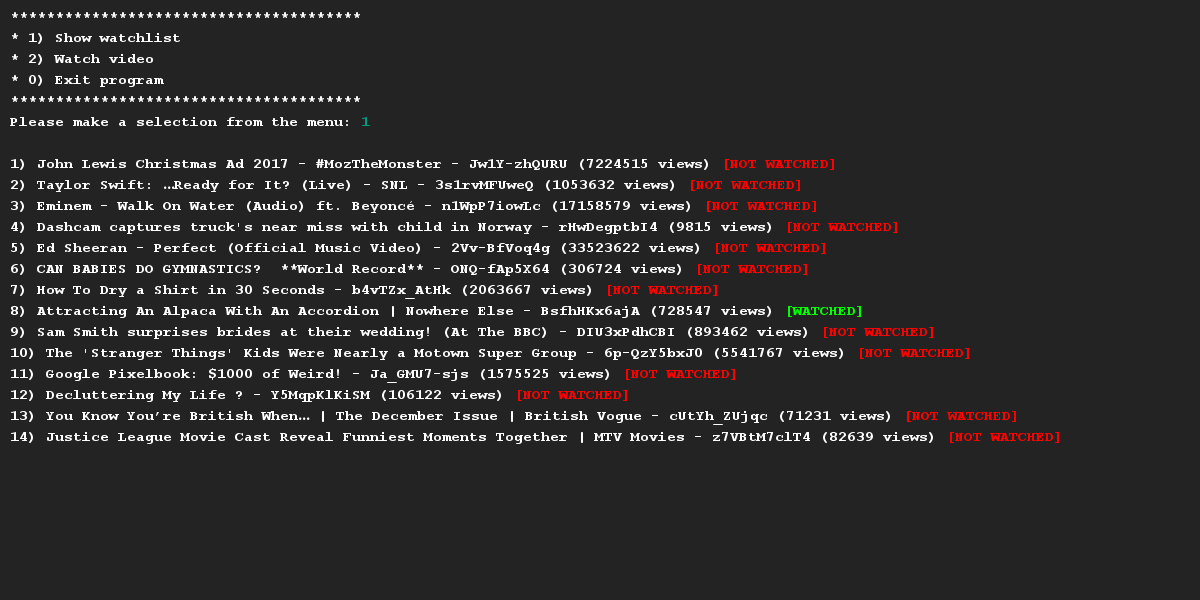 ***************************************
* 1) Show watchlist
* 2) Watch video
* 0) Exit program
***************************************
Please make a selection from the menu: 1
1) John Lewis Christmas Ad 2017 - #MozTheMonster - Jw1Y-zhQURU (7224515 views) [NOT WATCHED]
2) Taylor Swift: …Ready for It? (Live) - SNL - 3s1rvMFUweQ (1053632 views) [NOT WATCHED]
3) Eminem - Walk On Water (Audio) ft. Beyoncé - n1WpP7iowLc (17158579 views) [NOT WATCHED]
4) Dashcam captures truck's near miss with child in Norway - rHwDegptbI4 (9815 views) [NOT WATCHED]
5) Ed Sheeran - Perfect (Official Music Video) - 2Vv-BfVoq4g (33523622 views) [NOT WATCHED]
6) CAN BABIES DO GYMNASTICS?  **World Record** - ONQ-fAp5X64 (306724 views) [NOT WATCHED]
7) How To Dry a Shirt in 30 Seconds - b4vTZx_AtHk (2063667 views) [NOT WATCHED]
8) Attracting An Alpaca With An Accordion | Nowhere Else - BsfhHKx6ajA (728547 views) [WATCHED]
9) Sam Smith surprises brides at their wedding! (At The BBC) - DIU3xPdhCBI (893462 views) [NOT WATCHED]
10) The 'Stranger Things' Kids Were Nearly a Motown Super Group - 6p-QzY5bxJ0 (5541767 views) [NOT WATCHED]
11) Google Pixelbook: $1000 of Weird! - Ja_GMU7-sjs (1575525 views) [NOT WATCHED]
12) Decluttering My Life ? - Y5MqpKlKiSM (106122 views) [NOT WATCHED]
13) You Know You’re British When… | The December Issue | British Vogue - cUtYh_ZUjqc (71231 views) [NOT WATCHED]
14) Justice League Movie Cast Reveal Funniest Moments Together | MTV Movies - z7VBtM7clT4 (82639 views) [NOT WATCHED]